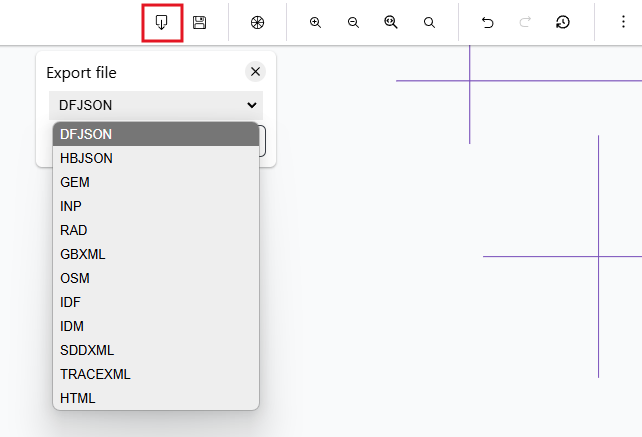 Export file
DFJSON
DFJSON
HBJSON
GEM
INP
RAD
GBXML
OSM
IDF
IDM
SDDXML
TRACEXML
HTML